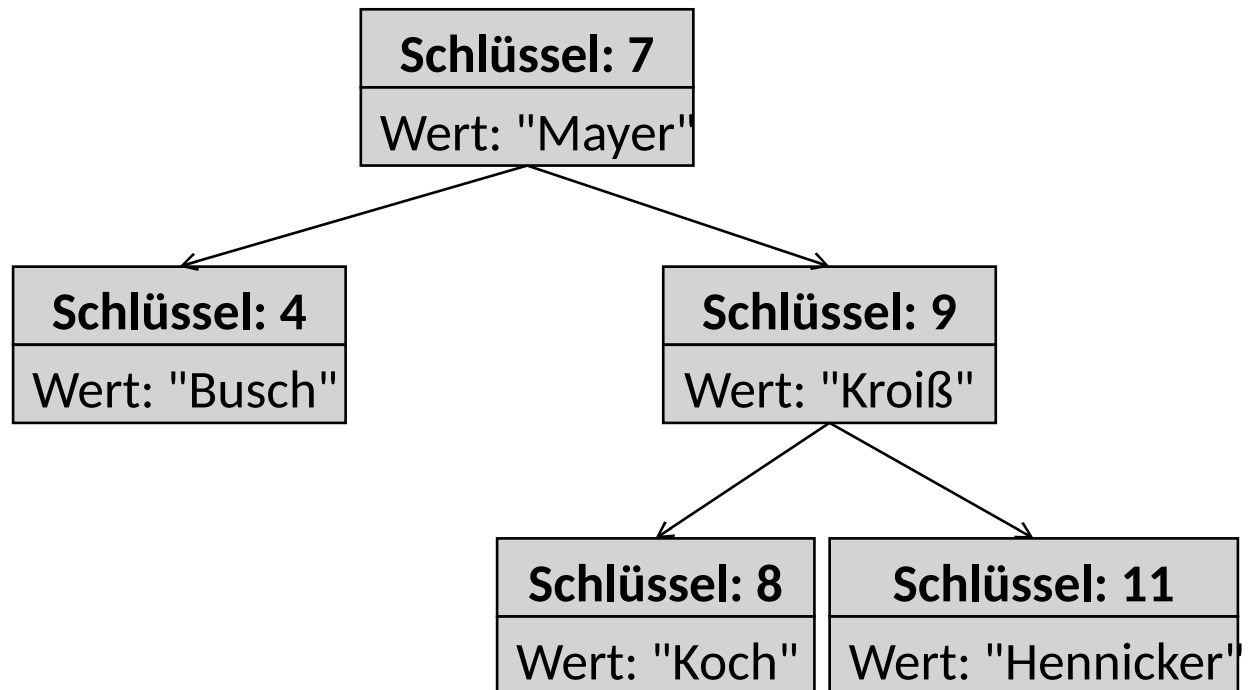 Schlüssel: 7
Wert: "Mayer"
Schlüssel: 4
Wert: "Busch"
Schlüssel: 9
Wert: "Kroiß"
Schlüssel: 8
Wert: "Koch"
Schlüssel: 11
Wert: "Hennicker"